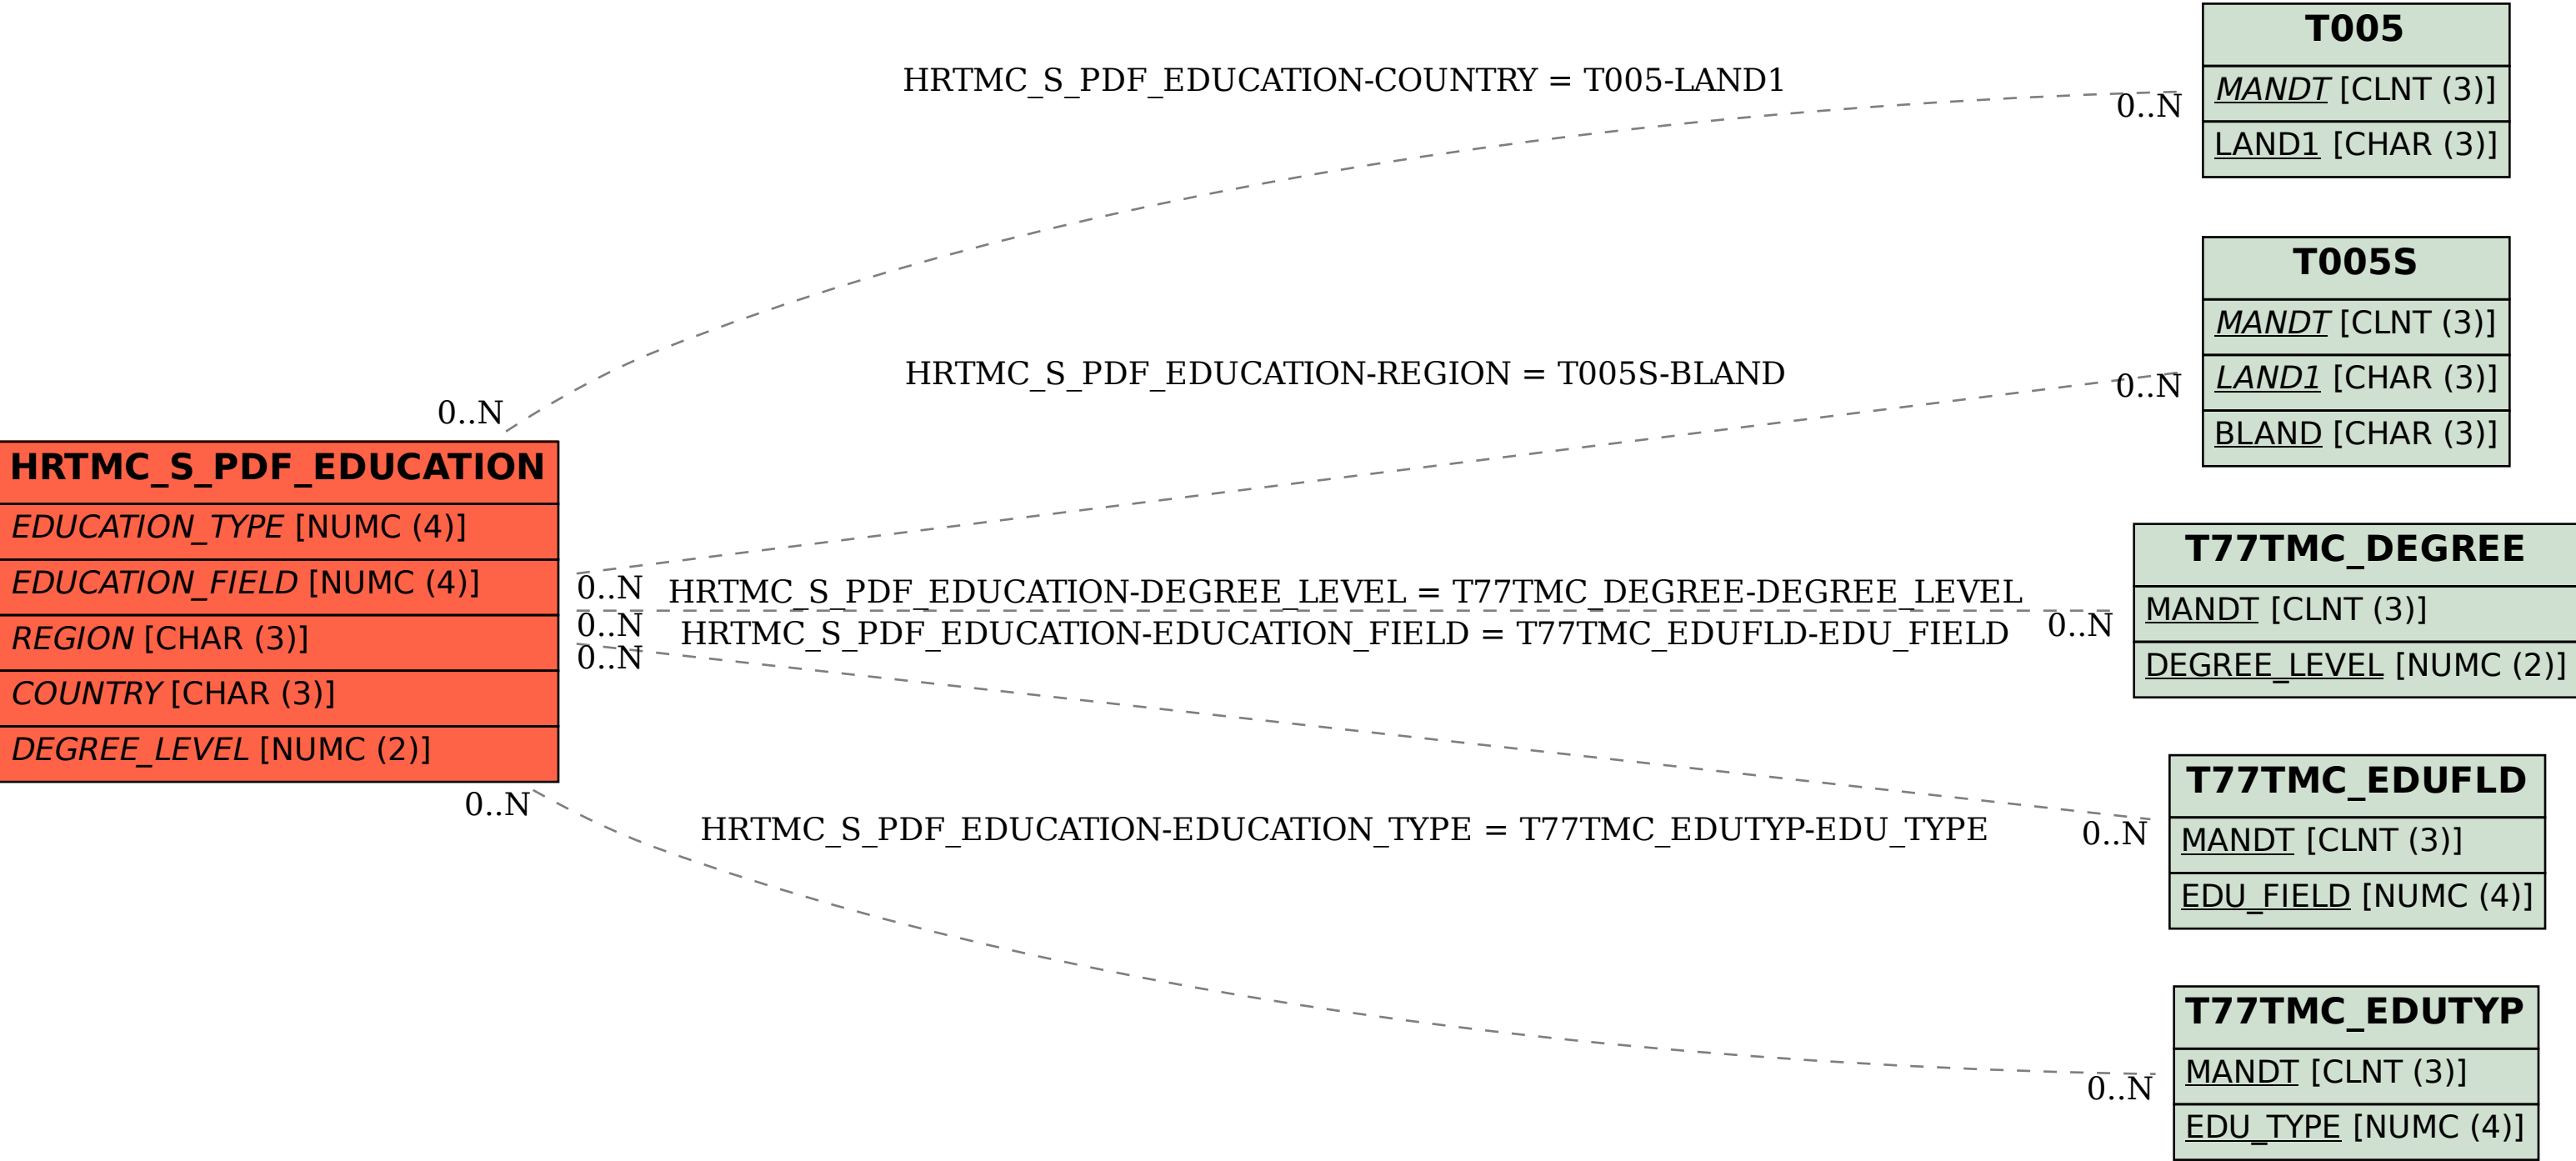 T005
MANDT [CLNT (3)]
LAND1 [CHAR (3)]
HRTMC_S_PDF_EDUCATION-COUNTRY = T005-LAND1
0..N
0..N
T005S
MANDT [CLNT (3)]
LAND1 [CHAR (3)]
BLAND [CHAR (3)]
HRTMC_S_PDF_EDUCATION-REGION = T005S-BLAND
0..N
0..N
HRTMC_S_PDF_EDUCATION
EDUCATION_TYPE [NUMC (4)]
EDUCATION_FIELD [NUMC (4)]
REGION [CHAR (3)]
COUNTRY [CHAR (3)]
DEGREE_LEVEL [NUMC (2)]
HRTMC_S_PDF_EDUCATION-DEGREE_LEVEL = T77TMC_DEGREE-DEGREE_LEVEL
0..N
0..N
T77TMC_DEGREE
MANDT [CLNT (3)]
DEGREE_LEVEL [NUMC (2)]
HRTMC_S_PDF_EDUCATION-EDUCATION_FIELD = T77TMC_EDUFLD-EDU_FIELD
0..N
0..N
T77TMC_EDUFLD
MANDT [CLNT (3)]
EDU_FIELD [NUMC (4)]
HRTMC_S_PDF_EDUCATION-EDUCATION_TYPE = T77TMC_EDUTYP-EDU_TYPE
0..N
0..N
T77TMC_EDUTYP
MANDT [CLNT (3)]
EDU_TYPE [NUMC (4)]